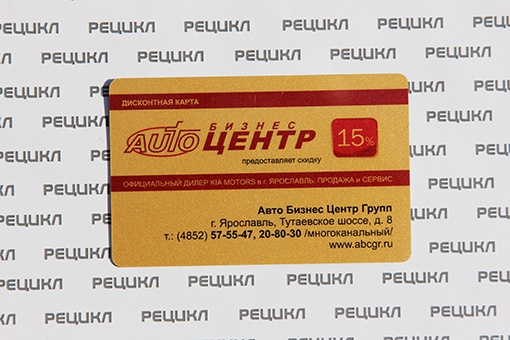 ДИСКОНТНАЯ КАРТА
AUTO БИЗНЕС ЦЕНТР
15%
предоставляет скидку
ОФИЦИАЛЬНЫЙ ДИЛЕР KIA MOTORS в г. ЯРОСЛАВЛЬ. ПРОДАЖА и СЕРВИС.
Авто Бизнес Центр Групп
г. Ярославль, Тутаевское шоссе, д. 8
т.: (4852) 57-55-47, 20-80-30 /многоканальный/
www.abcgr.ru
РЕЦИКЛ